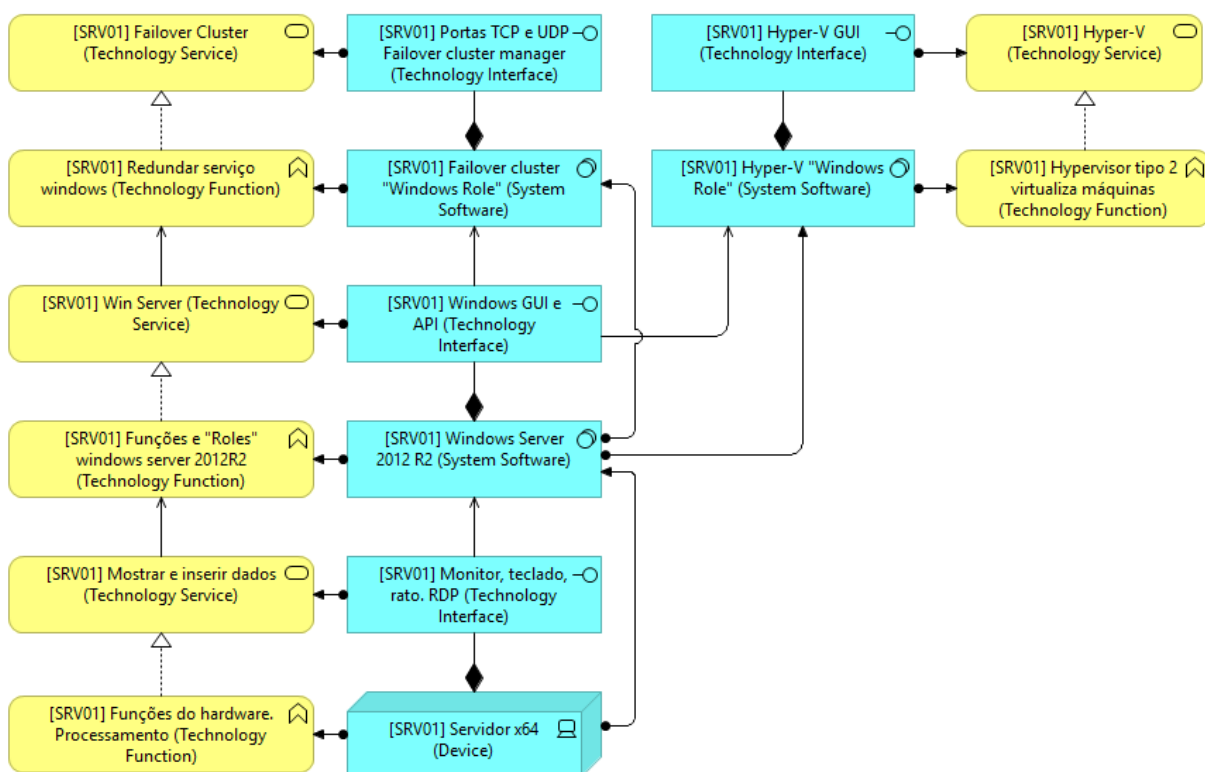 [SRV01] Failover Cluster
(Technology Service)
[SRV01] Portas TCP e UDP
Failover cluster manager
(Technology Interface)
[SRV01] Hyper-V GUI
(Technology Interface)
[SRV01] Hyper-V
(Technology Service)
[SRV01] Redundar serviço
windows (Technology Function)
[SRV01] Failover cluster
"Windows Role" (System
Software)
[SRV01] Hyper-V "Windows
Role" (System Software)
[SRV01] Hypervisor tipo 2
virtualiza máquinas
(Technology Function)
[SRV01] Win Server (Technology
Service)
[SRV01] Windows GUI e
API (Technology
Interface)
[SRV01] Funções e "Roles"
windows server 2012R2
(Technology Function)
[SRV01] Windows Server
2012 R2 (System Software)
[SRV01] Mostrar e inserir dados
(Technology Service)
[SRV01] Monitor, teclado,
rato. RDP (Technology
Interface)
[SRV01] Funções do hardware.
Processamento (Technology
Function)
[SRV01] Servidor x64
(Device)